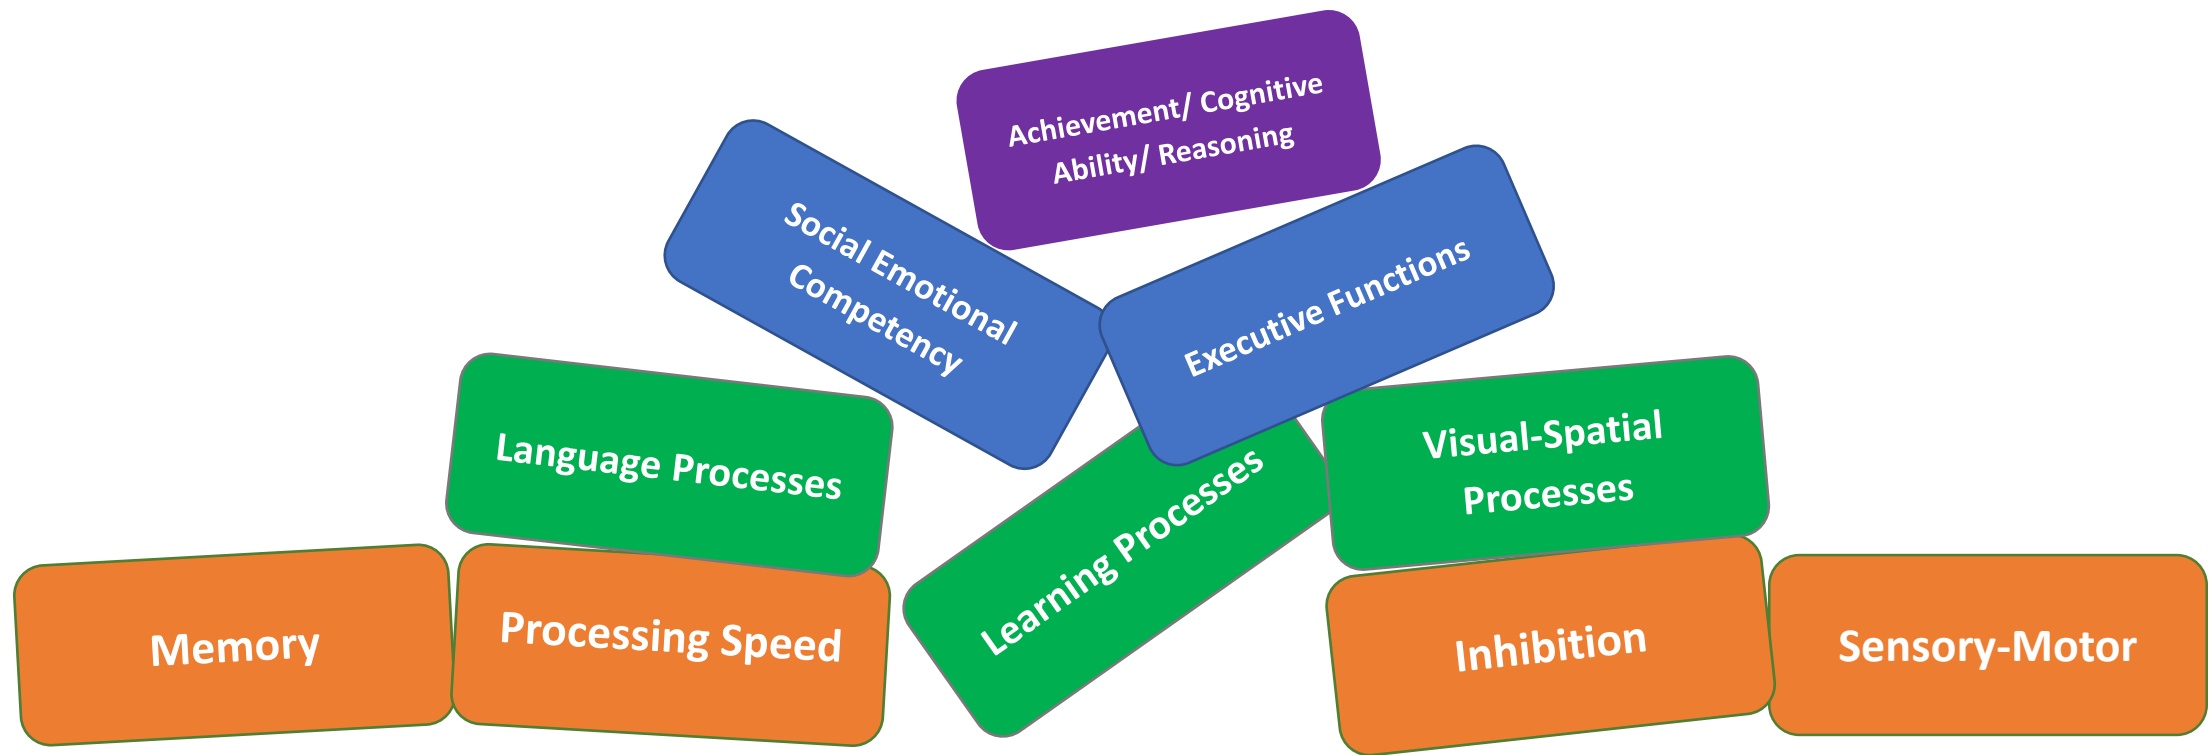 Achievement/ Cognitive
Ability/ Reasoning
Social Emotional
Competency
Executive Functions
Language Processes
Learning Processes
Visual-Spatial
Processes
Memory
Processing Speed
Inhibition
Sensory-Motor